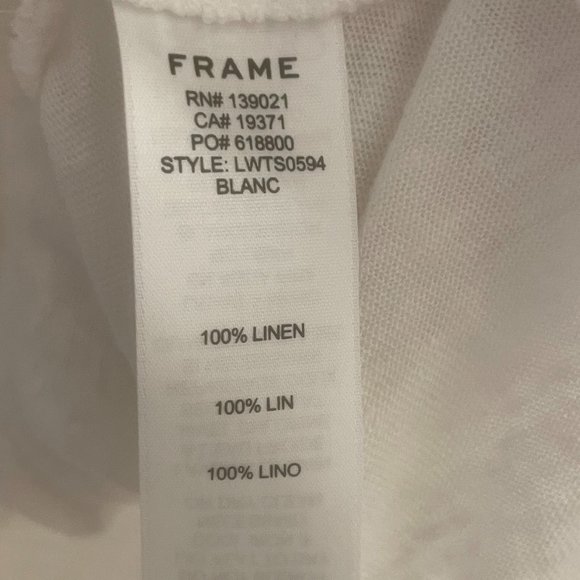 FRAME
RN# 139021
CA# 19371
PO# 618800
STYLE: LWTS0594
BLANC
100% LINEN
100% LIN
100% LINO